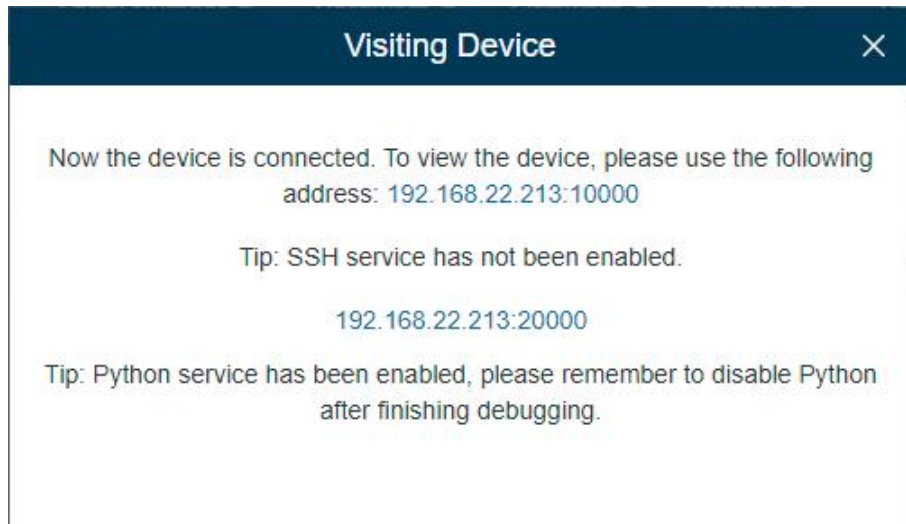 Visiting Device
Now the device is connected. To view the device, please use the following
address: 192.168.22.213:10000
Tip: SSH service has not been enabled.
192.168.22.213:20000
Tip: Python service has been enabled, please remember to disable Python
after finishing debugging.